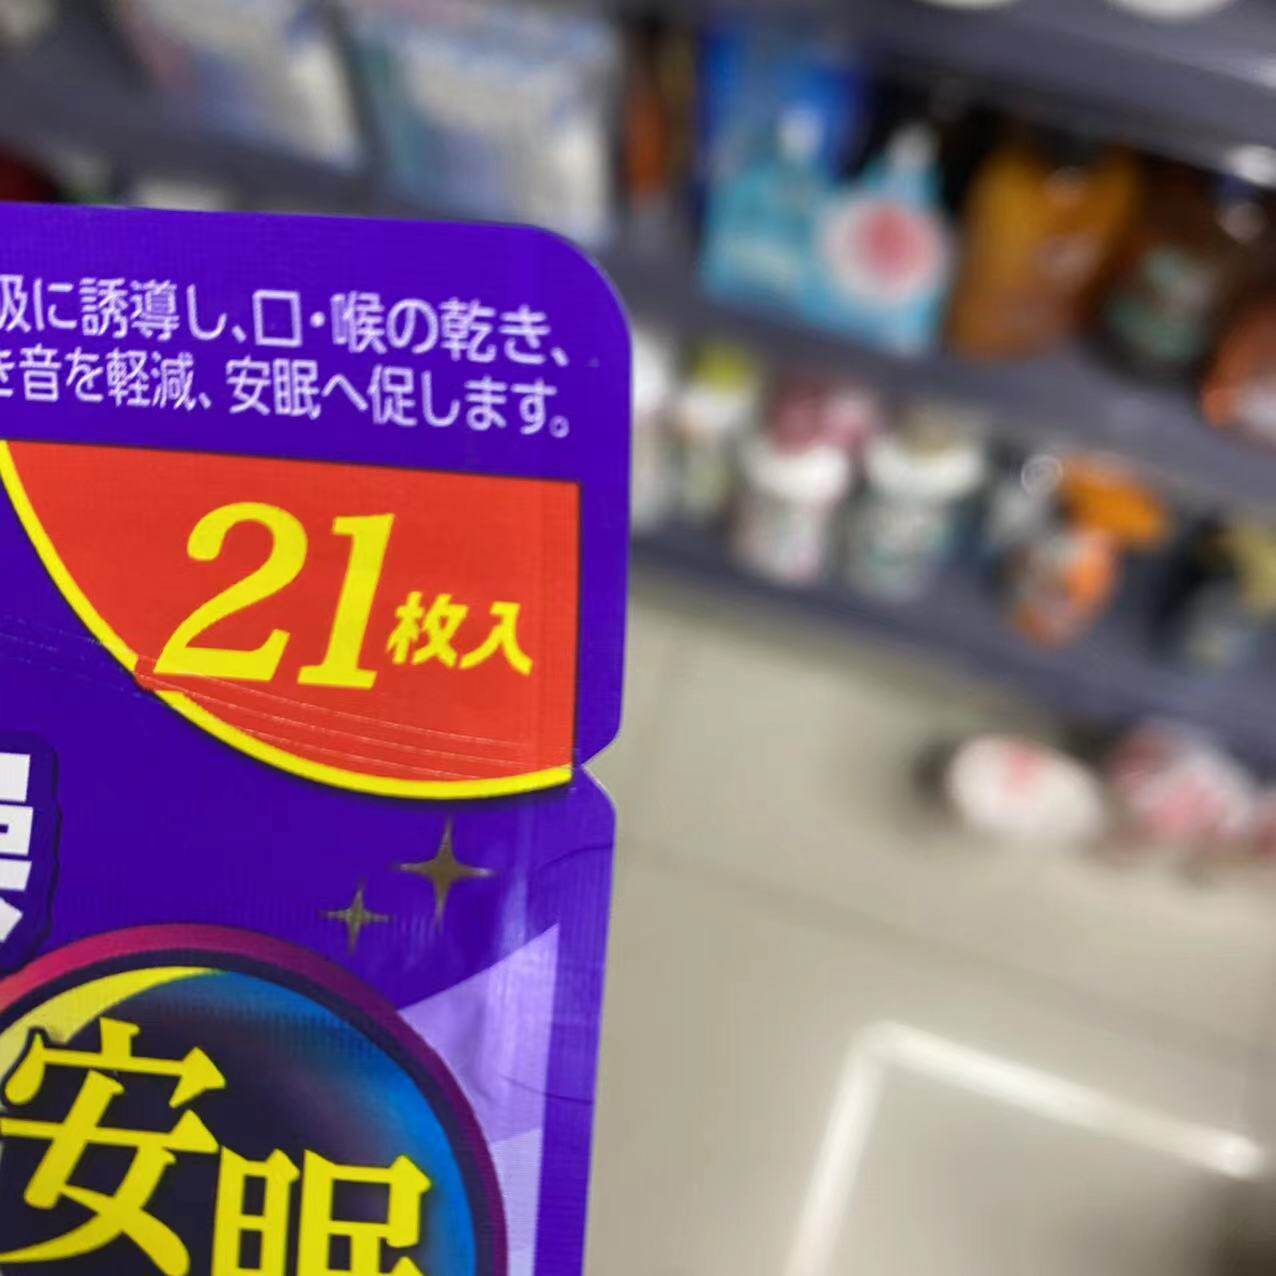 吸に誘導し、口・喉の乾き、
き音を軽減、安眠へ促します。
21枚入
安眠